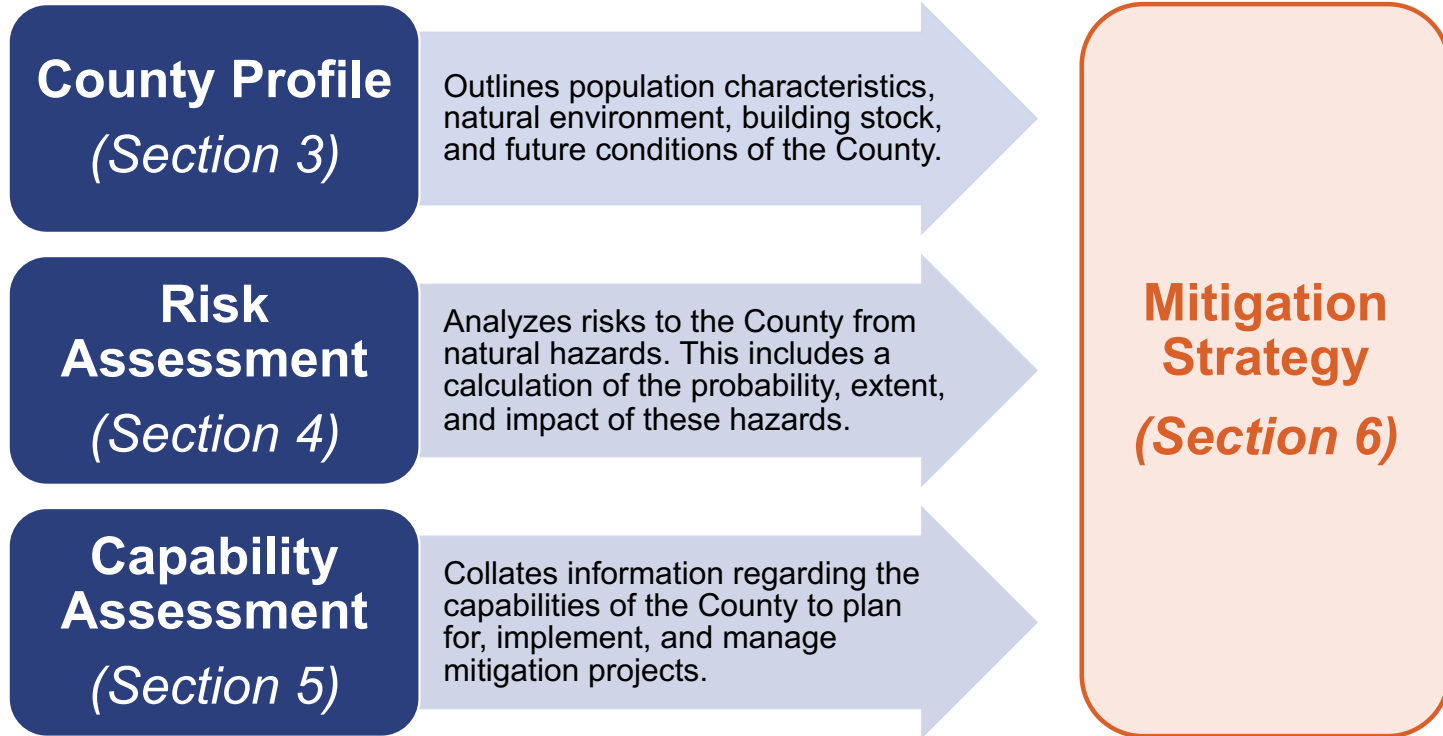 County Profile
(Section 3)
Outlines population characteristics,
natural environment, building stock,
and future conditions of the County.
Risk
Assessment
(Section 4)
Analyzes risks to the County from
natural hazards. This includes a
calculation of the probability, extent,
and impact of these hazards.
Capability
Assessment
(Section 5)
Collates information regarding the
capabilities of the County to plan
for, implement, and manage
mitigation projects.
Mitigation
Strategy
(Section 6)